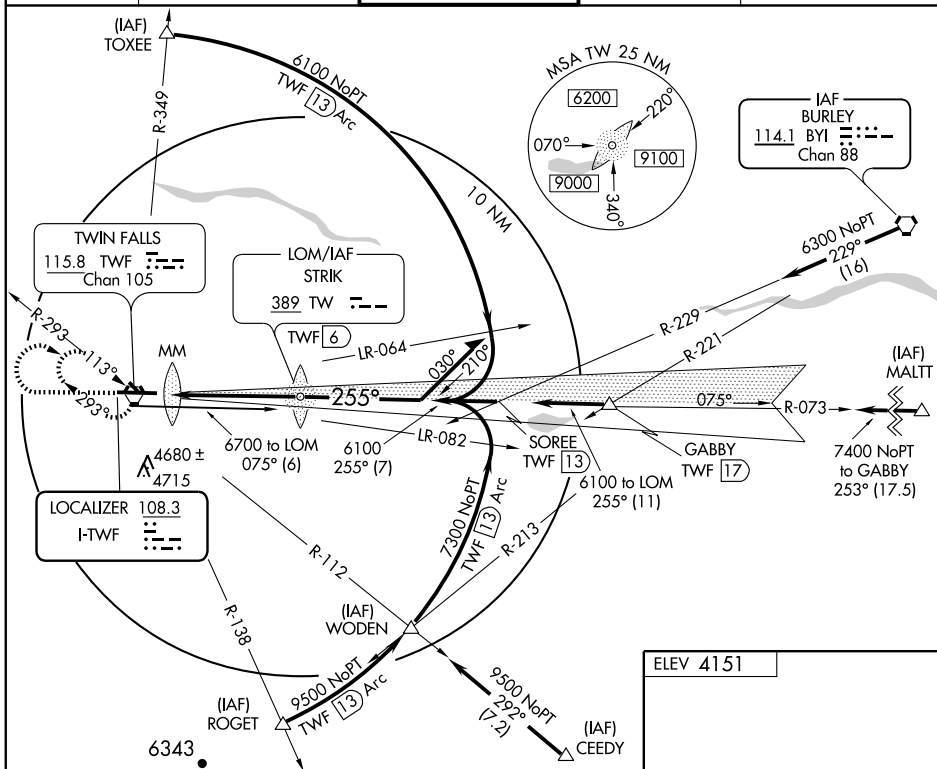 (IAF)
TOXEE
R-349
6100 NoPT
TWF 13 Arc
MSA TW 25 NM
6200
220°
070°
9100
9000
340°
IAF
BURLEY
114.1 BYI
Chan 88
10 NM
TWIN FALLS
115.8 TWF
Chan 105
LOM/IAF
STRIK
389 TW
TWF 6
6300 NoPT
229°
(16)
R-293
113°
293°
MM
LR-064
030°
210°
R-229
R-221
(IAF)
MALTT
255°
075°
R-073
6700 to LOM
075° (6)
6100
255° (7)
LR-082
SOREE
TWF 13
GABBY
TWF 17
6100 to LOM
255° (11)
7400 NoPT
to GABBY
253° (17.5)
4680 ±
4715
LOCALIZER 108.3
I-TWF
7300 NoPT
TWF 13 Arc
R-213
R-112
R-138
(IAF)
WODEN
9500 NoPT
TWF 13 Arc
(IAF)
ROGET
9500 NoPT
292°
(7.2)
(IAF)
CEEDY
6343
ELEV 4151